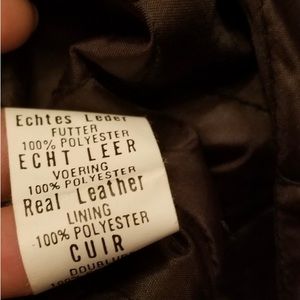 Echtes Leder
FUTTER
100% POLYESTER
ECHT LEER
VOERING
100% POLYESTER
Real Leather
LINING
100% POLYESTER
CUIR